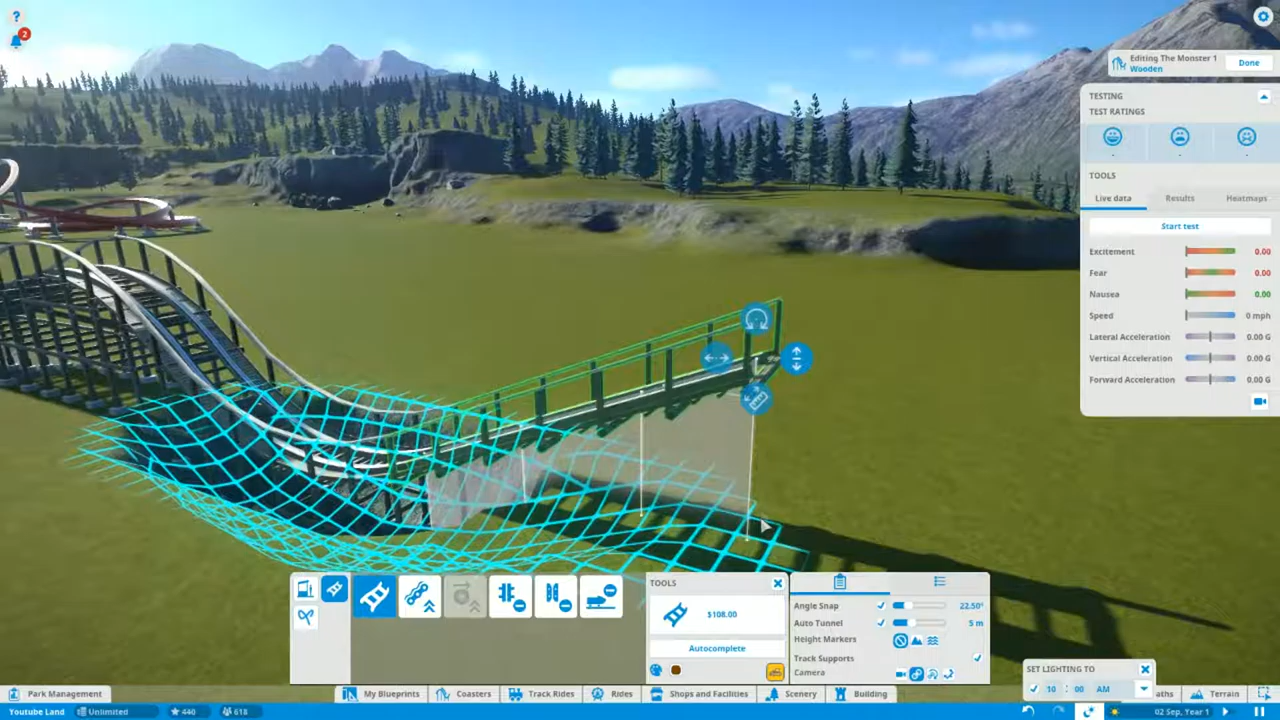 ?
2
Editing The Monster 1
Wooden
Done
TESTING
TEST RATINGS
-
-
-
TOOLS
Live data
Results
Heatmaps
Start test
Excitement 0.00
Fear 0.00
Nausea 0.00
Speed 0 mph
Lateral Acceleration 0.00 G
Vertical Acceleration 0.00 G
Forward Acceleration 0.00 G
TOOLS
$108.00
Autocomplete
Angle Snap 22.50°
Auto Tunnel 5 m
Height Markers
Track Supports
Camera
SET LIGHTING TO
10 : 00 AM
Park Management
My Blueprints
Coasters
Track Rides
Rides
Shops and Facilities
Scenery
Building
aths
Terrain
Youtube Land
Unlimited
440
618
02 Sep, Year 1